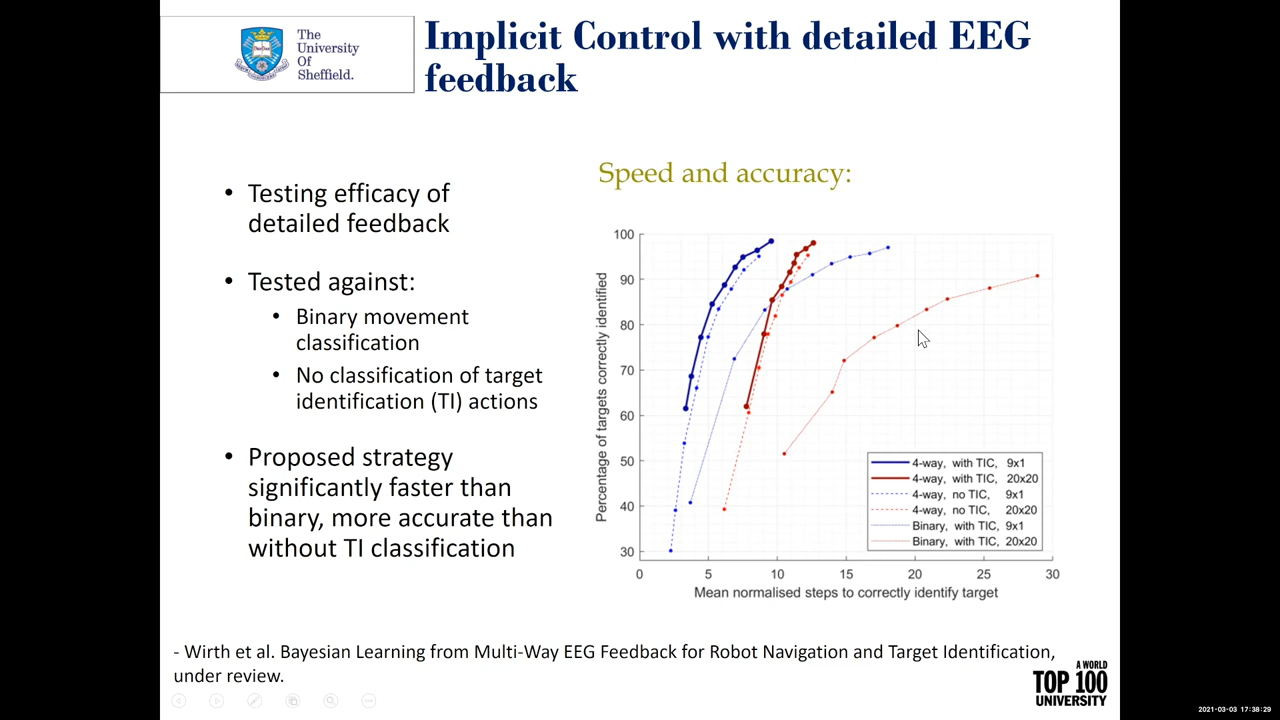 The
University
Of
Sheffield.
Implicit Control with detailed EEG
feedback
• Testing efficacy of
detailed feedback
• Tested against:
• Binary movement
classification
• No classification of target
identification (TI) actions
• Proposed strategy
significantly faster than
binary, more accurate than
without TI classification
Speed and accuracy:
Percentage of targets correctly identified
100
90
80
70
60
50
40
30
0 5 10 15 20 25 30
Mean normalised steps to correctly identify target
4-way, with TIC, 9x1
4-way, with TIC, 20x20
4-way, no TIC, 9x1
4-way, no TIC, 20x20
Binary, with TIC, 9x1
Binary, with TIC, 20x20
- Wirth et al. Bayesian Learning from Multi-Way EEG Feedback for Robot Navigation and Target Identification,
under review.
A WORLD
TOP 100
UNIVERSITY
2021-03-03 17:38:29